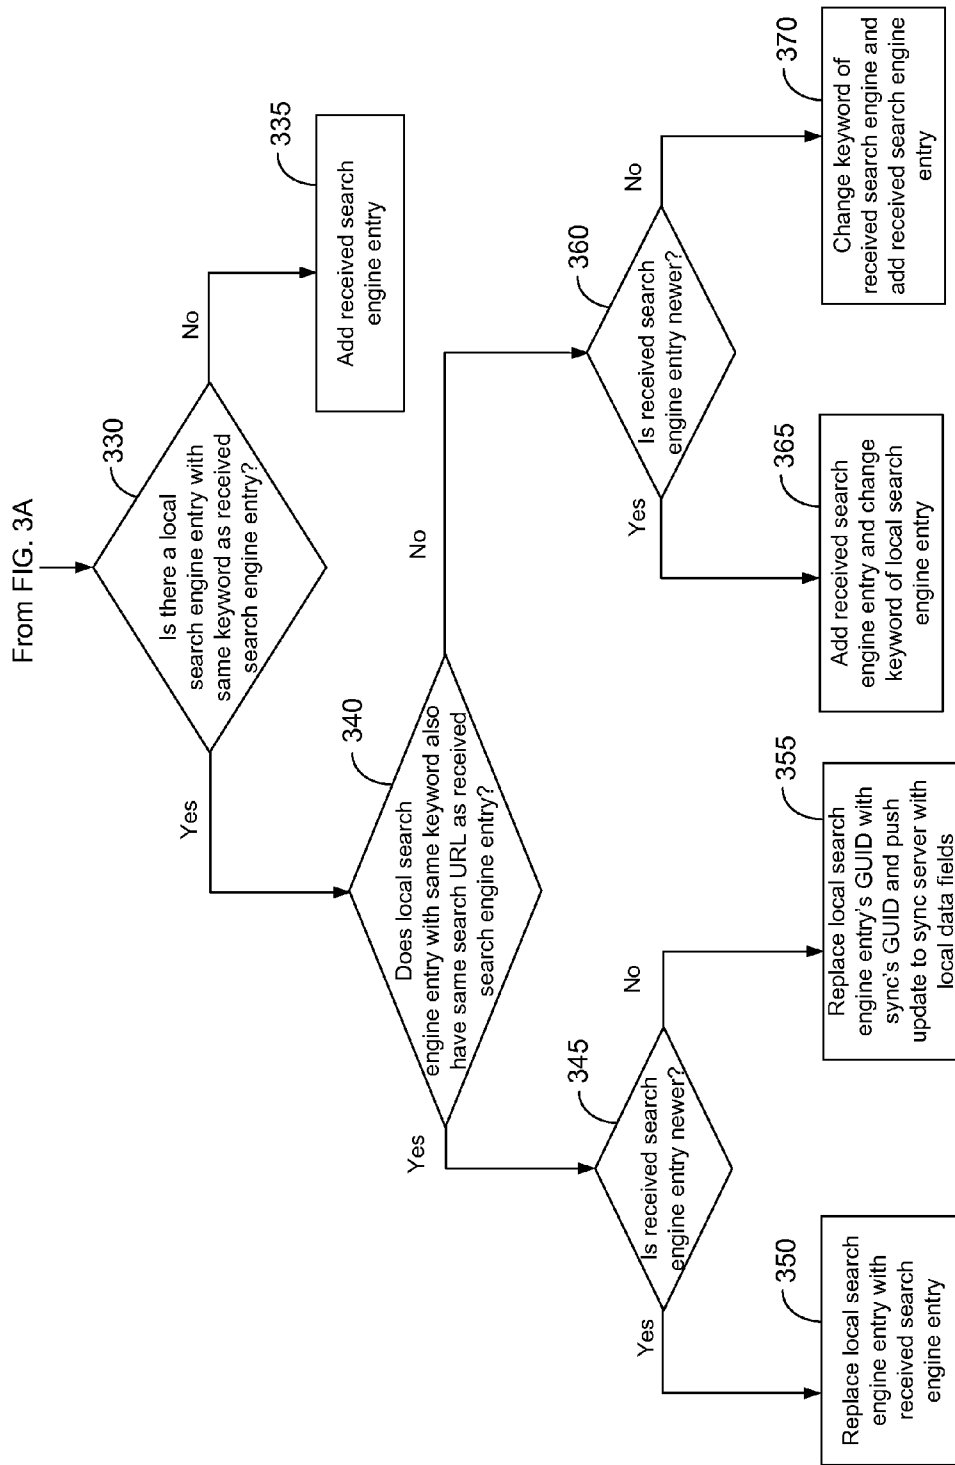 From FIG. 3A
330
Is there a local
search engine entry with
same keyword as received
search engine entry?
Yes
No
335
Add received search
engine entry
340
Does local search
engine entry with same keyword also
have same search URL as received
search engine entry?
Yes
No
345
Is received search
engine entry newer?
Yes
No
360
Is received search
engine entry newer?
Yes
No
350
Replace local search
engine entry with
received search
engine entry
355
Replace local search
engine entry's GUID with
sync's GUID and push
update to sync server with
local data fields
365
Add received search
engine entry and change
keyword of local search
engine entry
370
Change keyword of
received search engine and
add received search engine
entry